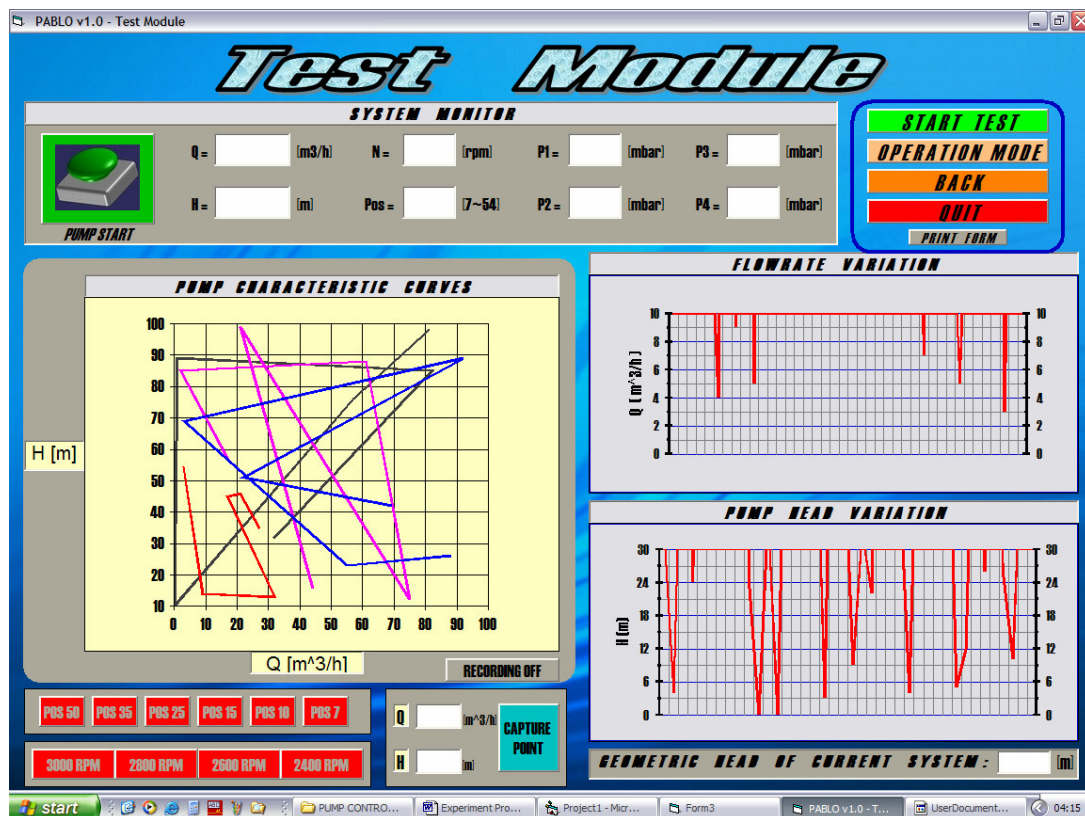 PABLO v1.0 - Test Module
Test Module
SYSTEM MONITOR
Q = [m3/h] N = [rpm] P1 = [mbar] P3 = [mbar]
H = [m] Pos = [7~54] P2 = [mbar] P4 = [mbar]
PUMP START
START TEST
OPERATION MODE
BACK
QUIT
PRINT FORM
PUMP CHARACTERISTIC CURVES
100
90
80
70
60
50
40
30
20
10
0 10 20 30 40 50 60 70 80 90 100
H [m]
Q [m^3/h]
RECORDING OFF
FLOWRATE VARIATION
Q [ m^3/h ]
10 10
8 8
6 6
4 4
2 2
0 0
PUMP HEAD VARIATION
H (m)
30 30
24 24
18 18
12 12
6 6
0 0
POS 50 POS 35 POS 25 POS 15 POS 10 POS 7
3000 RPM 2800 RPM 2600 RPM 2400 RPM
Q [m^3/h]
H [m]
CAPTURE
POINT
GEOMETRIC HEAD OF CURRENT SYSTEM : [m]
start PUMP CONTRO... Experiment Pro... Project1 - Micr... Form3 PABLO v1.0 - T... UserDocument... 04:15